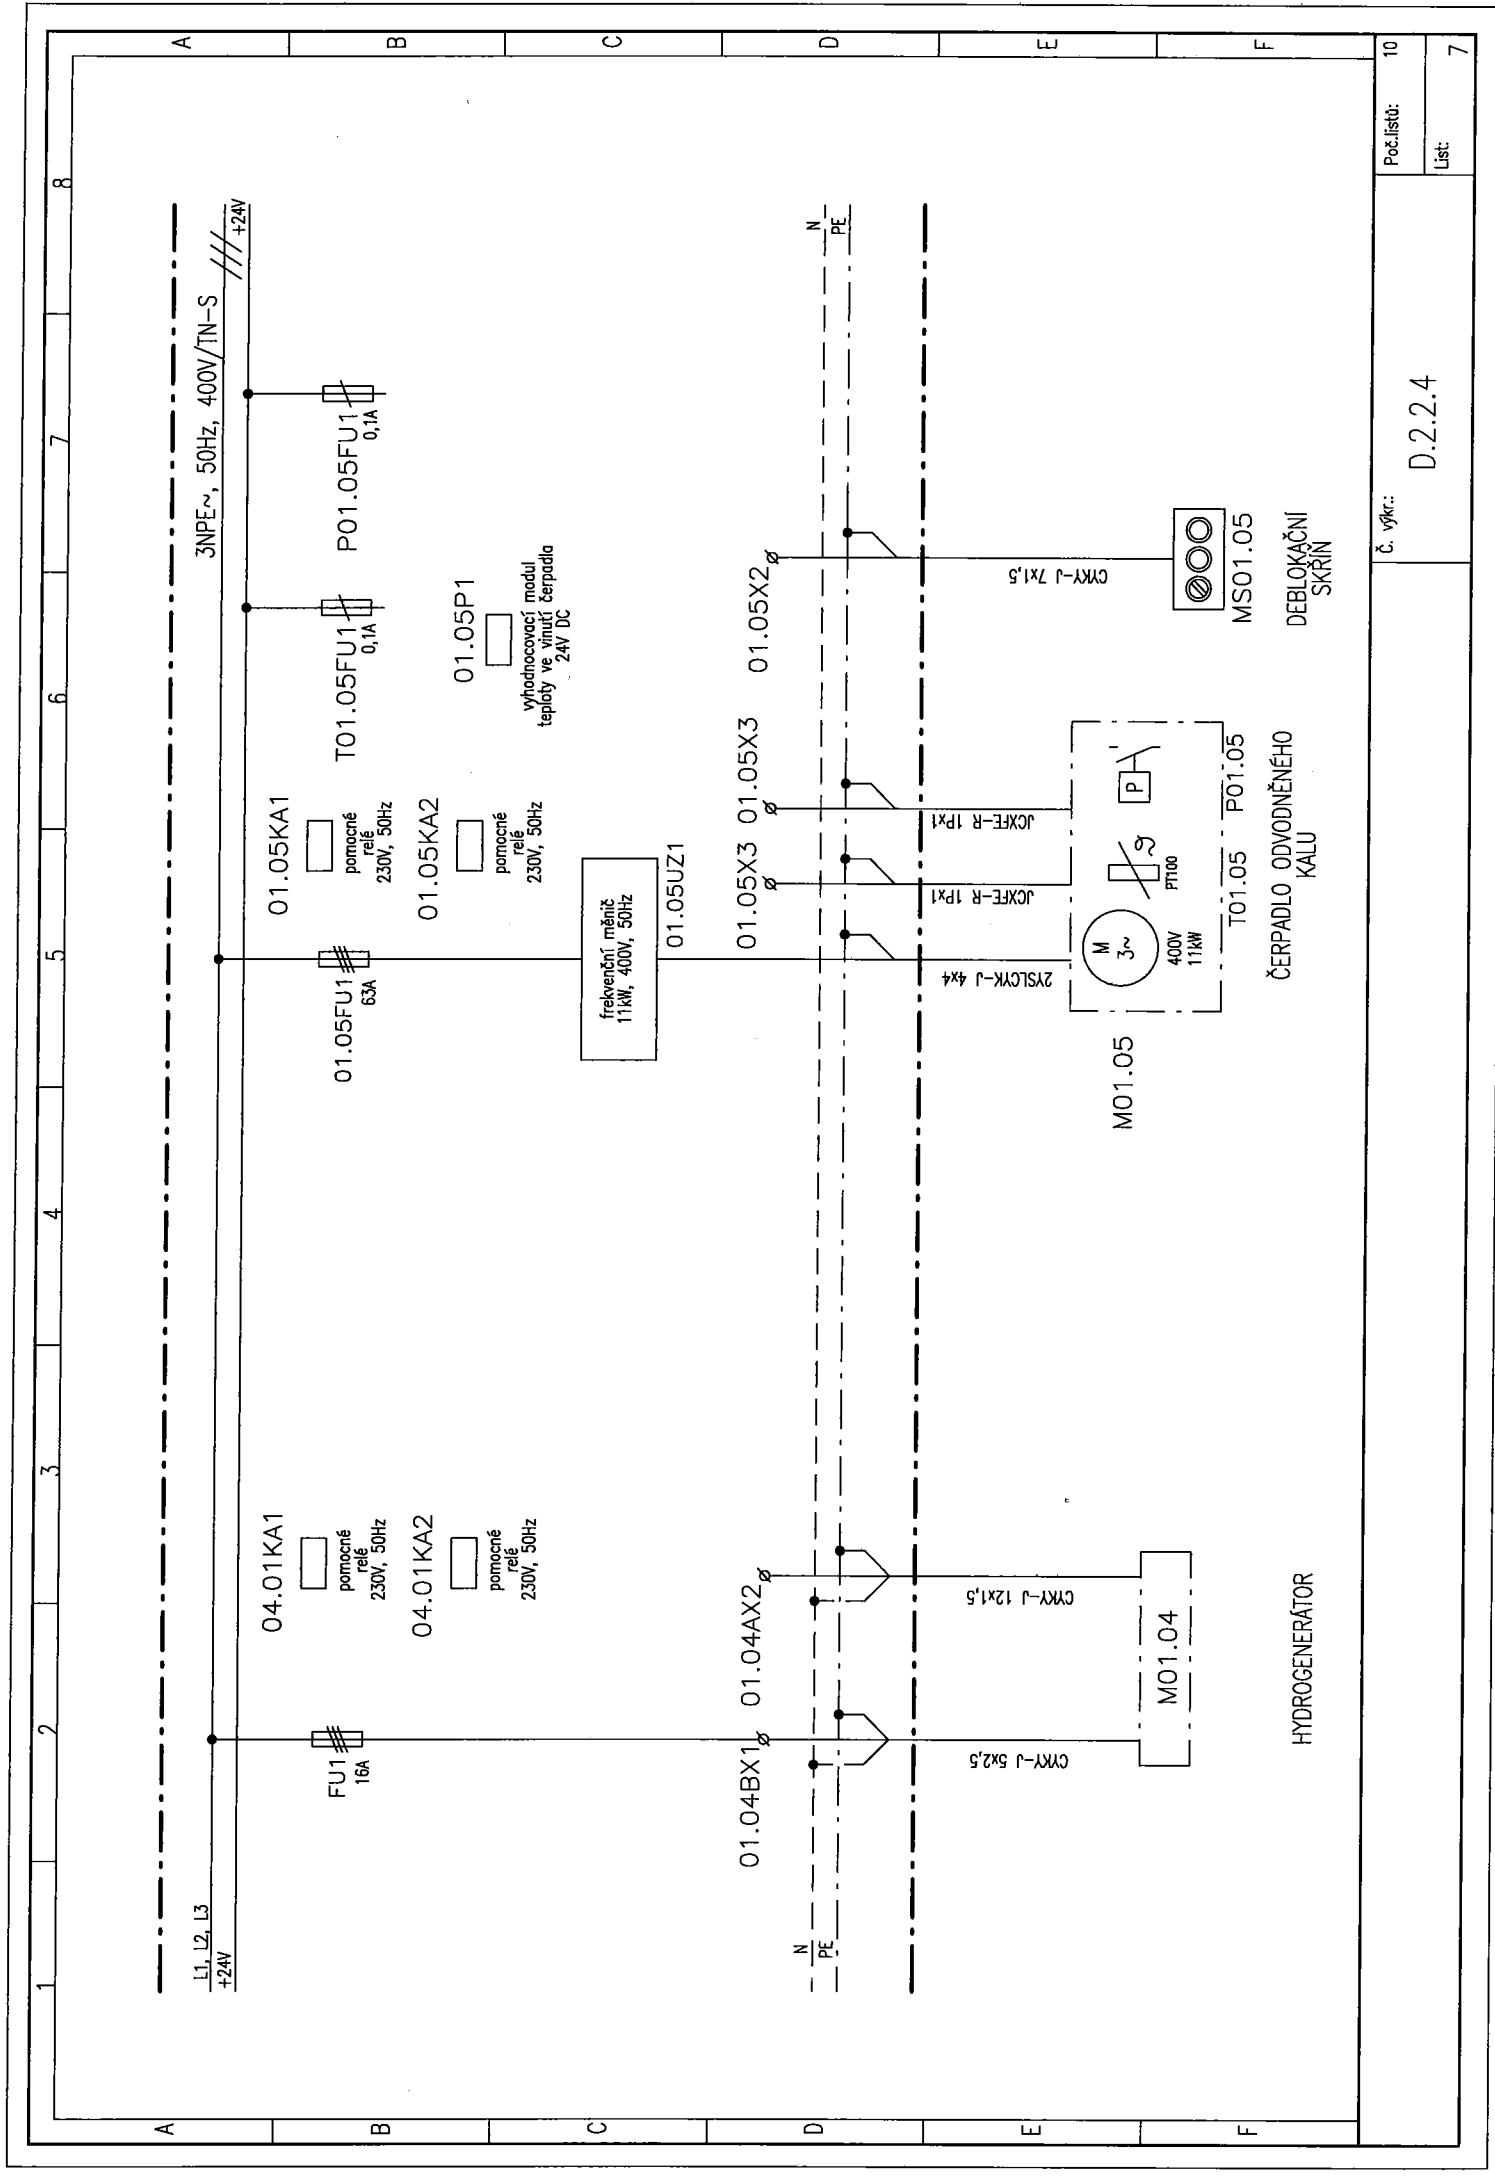 1
2
3
4
5
6
7
8
A
B
C
D
E
F
A
B
C
D
E
F
L1, L2, L3
+24V
3NPE~, 50Hz, 400V/TN-S
+24V
FU1
16A
04.01KA1
pomocné
relé
230V, 50Hz
04.01KA2
pomocné
relé
230V, 50Hz
01.05FU1
63A
01.05KA1
pomocné
relé
230V, 50Hz
01.05KA2
pomocné
relé
230V, 50Hz
T01.05FU1
0,1A
P01.05FU1
0,1A
01.05P1
vyhodnocovací modul
teploty ve vinutí čerpadla
24V DC
frekvenční měnič
11kW, 400V, 50Hz
01.05UZ1
01.04BX1
01.04AX2
01.05X3
01.05X3
01.05X2
N
PE
N
PE
CYKY-J 5x2,5
CYKY-J 12x1,5
2YSLCYK-J 4x4
JCXFE-R 1Px1
JCXFE-R 1Px1
CYKY-J 7x1,5
M01.04
HYDROGENERÁTOR
M01.05
M
3~
400V
11kW
PT100
P
T01.05
P01.05
ČERPADLO ODVODNĚNÉHO
KALU
MS01.05
DEBLOKAČNÍ
SKŘÍŇ
Č. výkr.:
D.2.2.4
Poč.listů:
10
List:
7